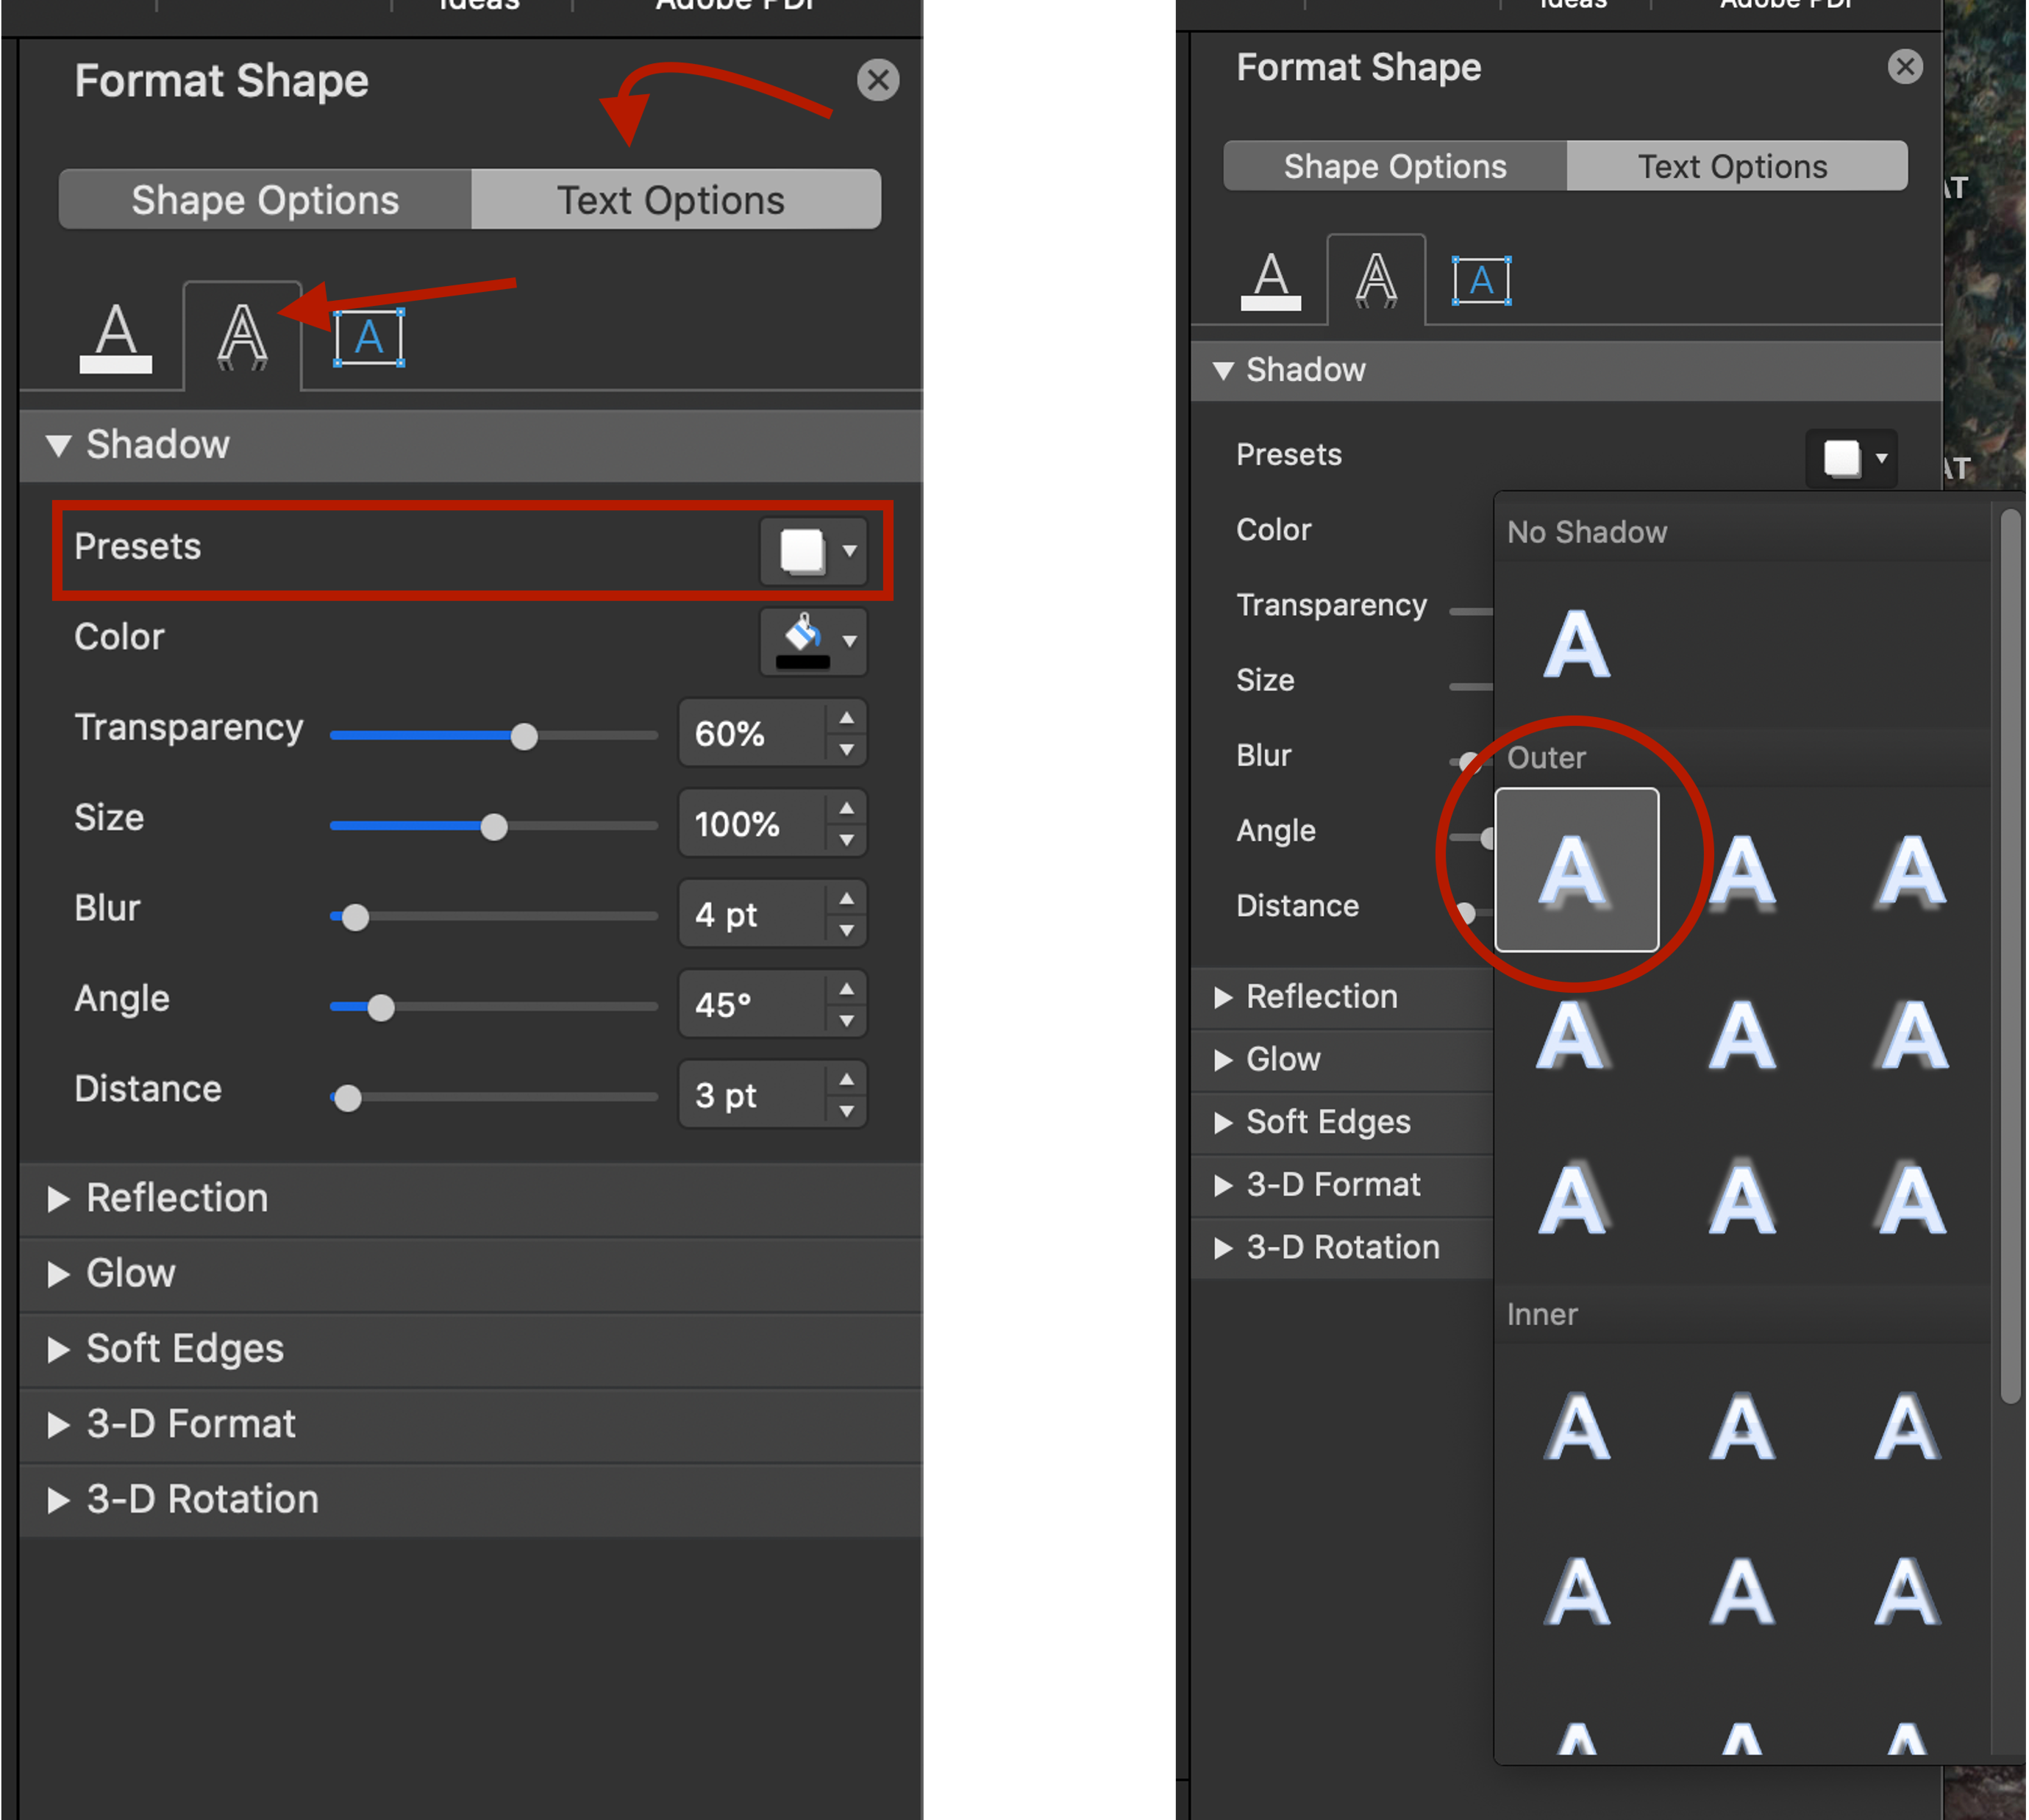 Ideas
Adobe PDF
Format Shape
Shape Options
Text Options
A A A
Shadow
Presets
Color
Transparency
60%
Size
100%
Blur
4 pt
Angle
45°
Distance
3 pt
Reflection
Glow
Soft Edges
3-D Format
3-D Rotation
Ideas
Adobe PDF
Format Shape
Shape Options
Text Options
A A A
Shadow
Presets
Color
Transparency
Size
Blur
Angle
Distance
Reflection
Glow
Soft Edges
3-D Format
3-D Rotation
No Shadow
A
Outer
A A A
A A A
A A A
Inner
A A A
A A A
A A A